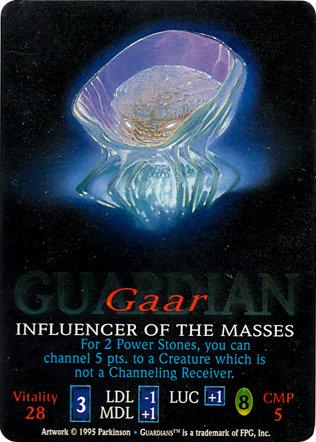 GUARDIAN
Gaar
INFLUENCER OF THE MASSES
For 2 Power Stones, you can
channel 5 pts. to a Creature which is
not a Channeling Receiver.
Vitality 3 LDL -1 LUC +1 8 CMP
28 MDL +1 5
Artwork © 1995 Parkinson • GUARDIANS™ is a trademark of FPG, Inc.